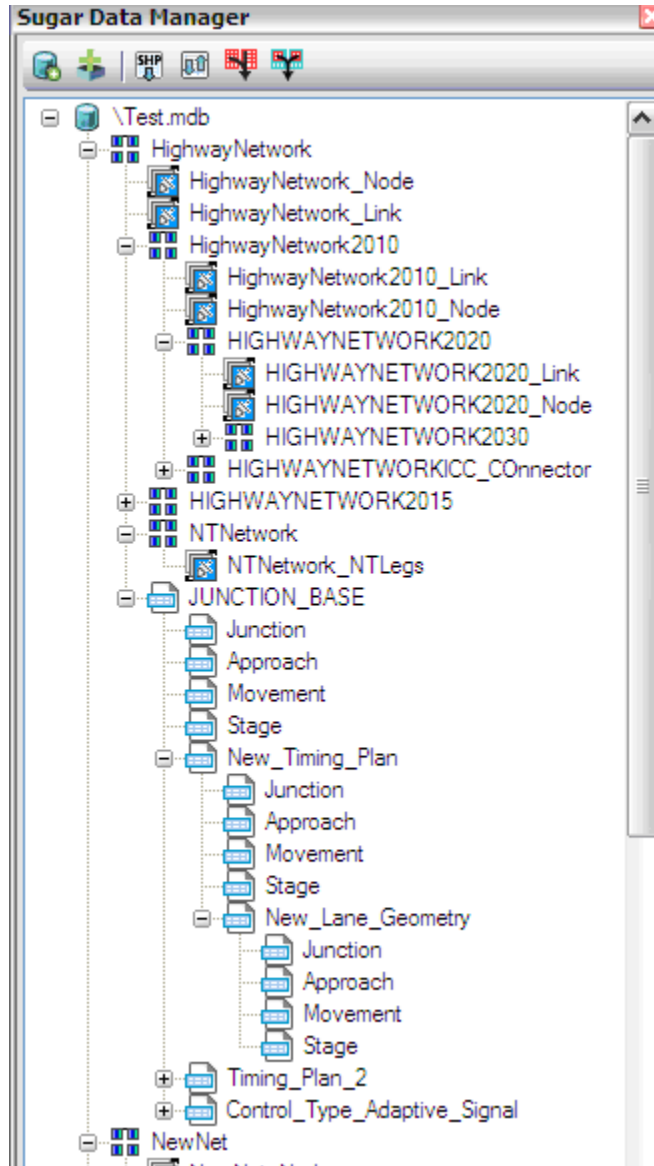 Sugar Data Manager
SHP
\Test.mdb
HighwayNetwork
HighwayNetwork_Node
HighwayNetwork_Link
HighwayNetwork2010
HighwayNetwork2010_Link
HighwayNetwork2010_Node
HIGHWAYNETWORK2020
HIGHWAYNETWORK2020_Link
HIGHWAYNETWORK2020_Node
HIGHWAYNETWORK2030
HIGHWAYNETWORKICC_COnnector
HIGHWAYNETWORK2015
NTNetwork
NTNetwork_NTLegs
JUNCTION_BASE
Junction
Approach
Movement
Stage
New_Timing_Plan
Junction
Approach
Movement
Stage
New_Lane_Geometry
Junction
Approach
Movement
Stage
Timing_Plan_2
Control_Type_Adaptive_Signal
NewNet